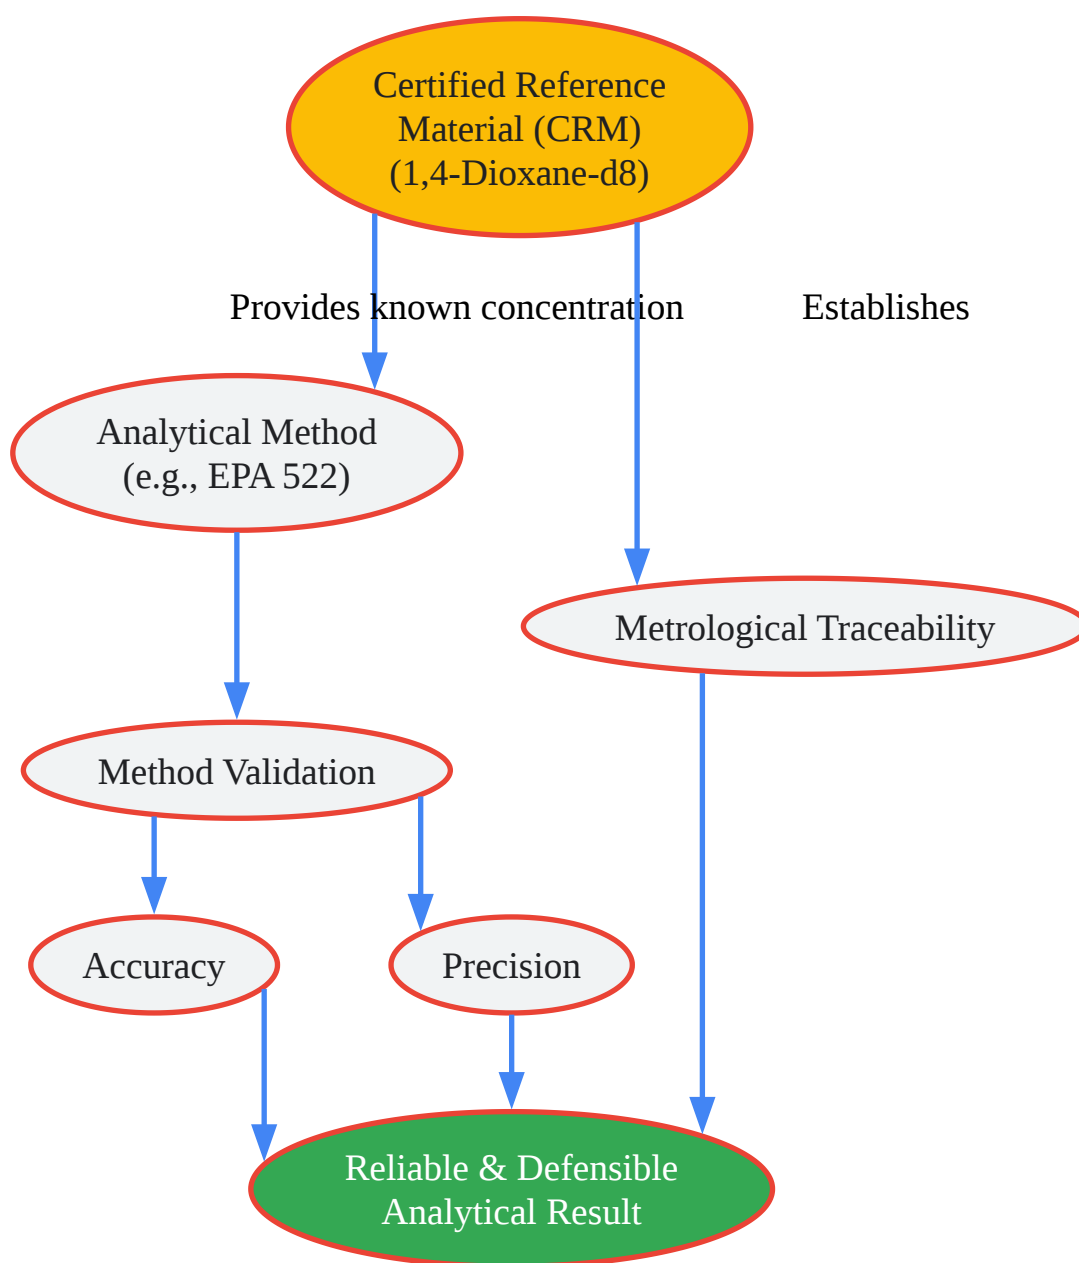 Certified Reference
Material (CRM)
(1,4-Dioxane-d8)
Provides known concentration
Establishes
Analytical Method
(e.g., EPA 522)
Metrological Traceability
Method Validation
Accuracy
Precision
Reliable & Defensible
Analytical Result